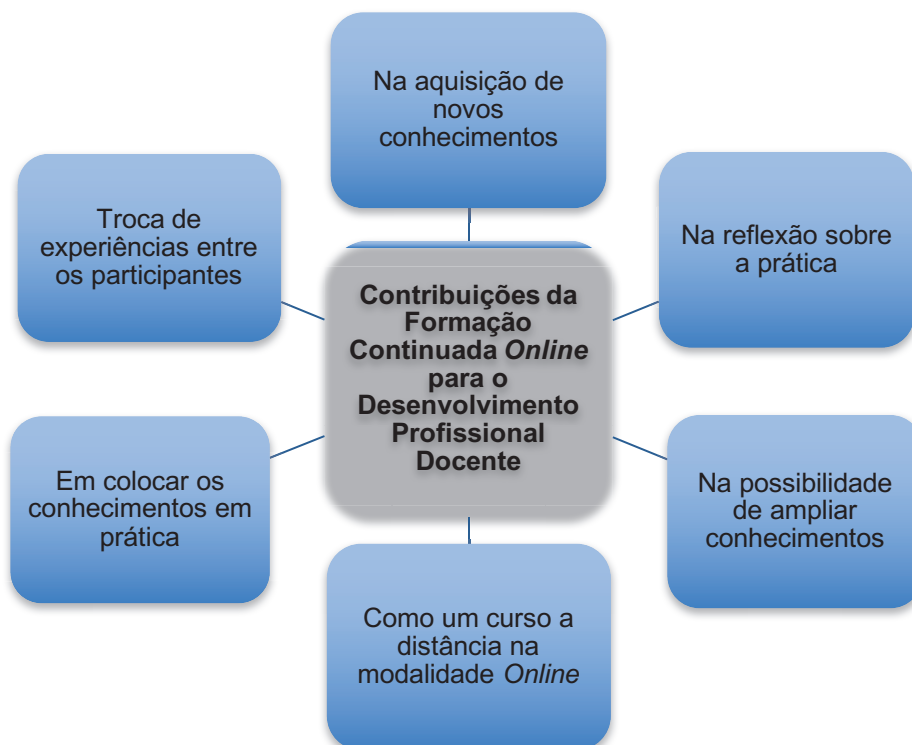 Na aquisição de
novos
conhecimentos
Troca de
experiências entre
os participantes
Na reflexão sobre
a prática
Contribuições da
Formação
Continuada Online
para o
Desenvolvimento
Profissional
Docente
Em colocar os
conhecimentos em
prática
Na possibilidade
de ampliar
conhecimentos
Como um curso a
distância na
modalidade Online